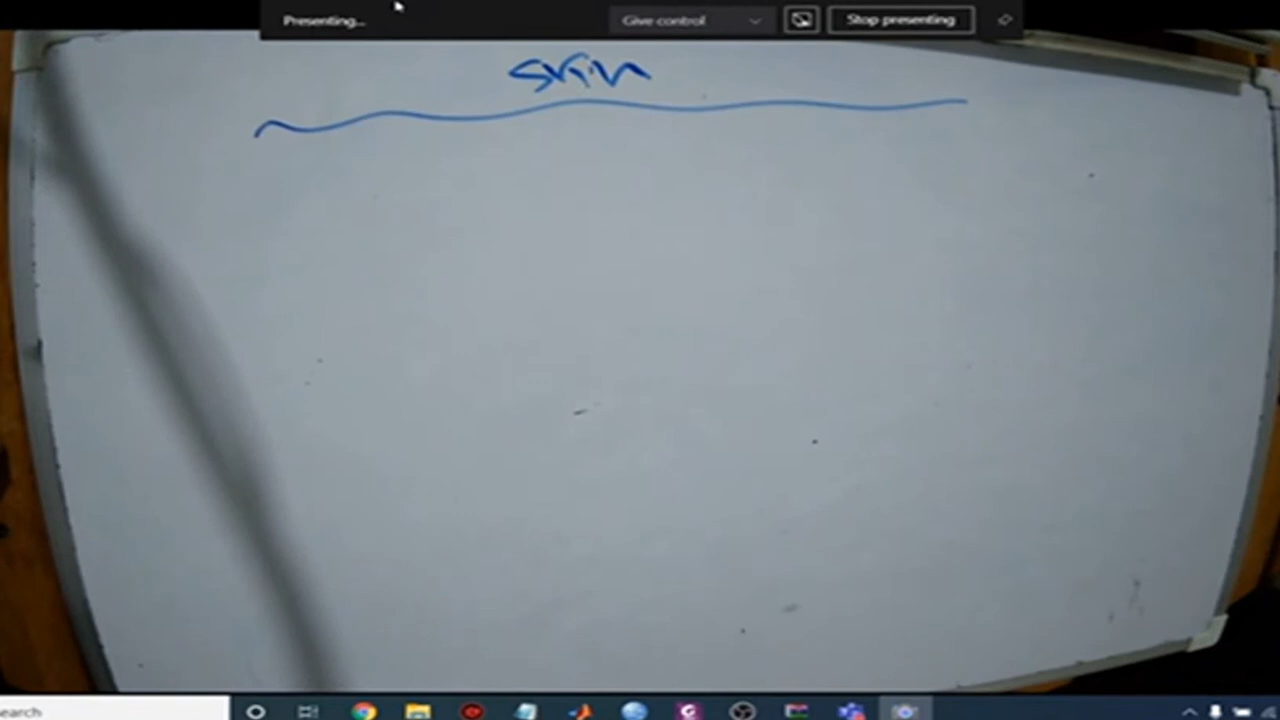 Presenting...
Give control
Stop presenting
skin
earch